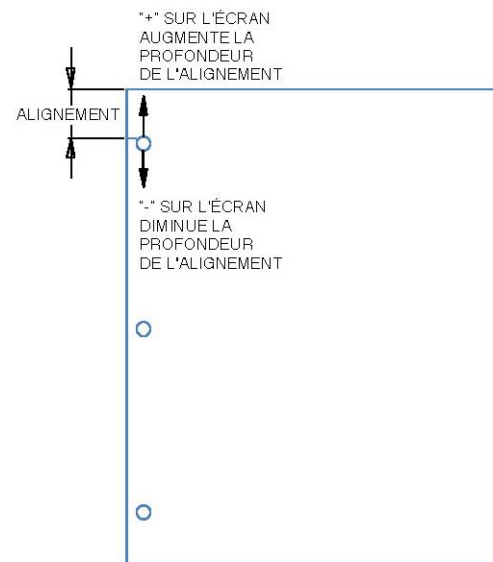 "+" SUR L'ÉCRAN
AUGMENTE LA
PROFONDEUR
DE L'ALIGNEMENT
ALIGNEMENT
"-" SUR L'ÉCRAN
DIMINUE LA
PROFONDEUR
DE L'ALIGNEMENT